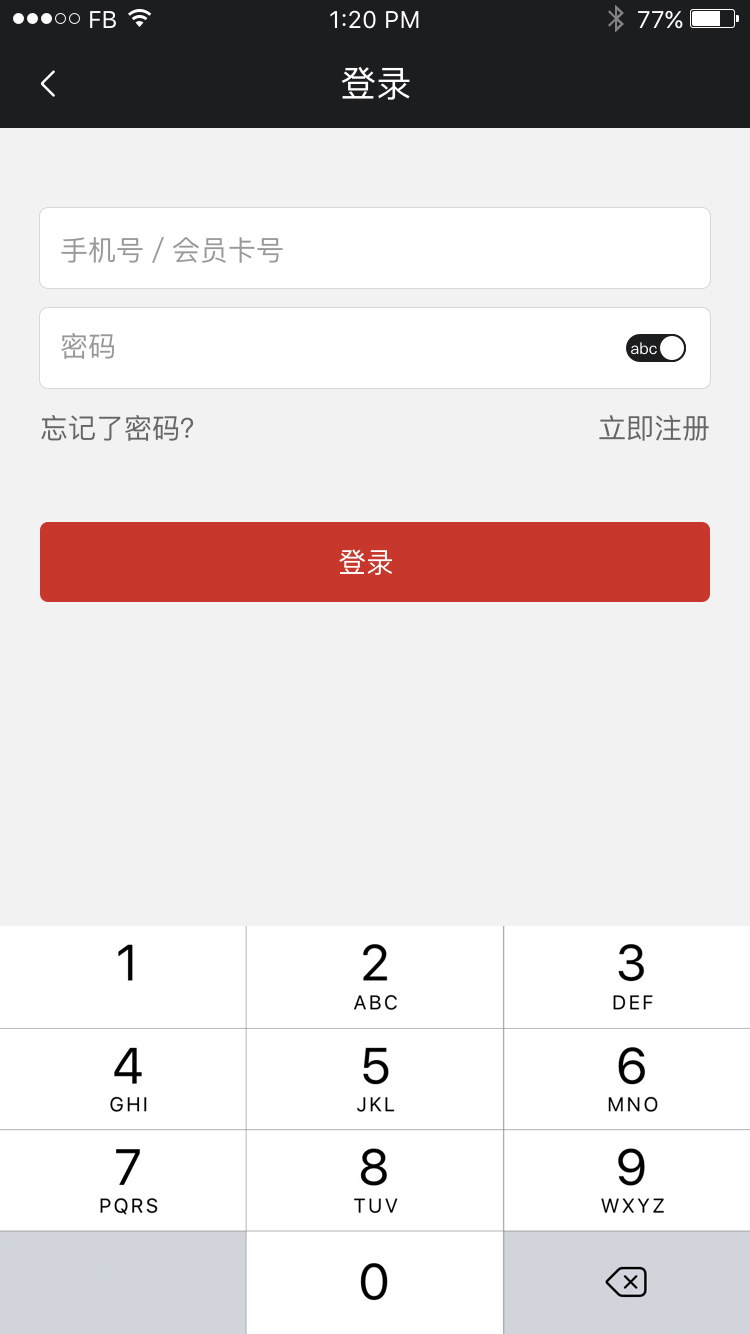 FB 1:20 PM 77%
登录
手机号 / 会员卡号
密码 abc
忘记了密码? 立即注册
登录
1 2 3
ABC DEF
4 5 6
GHI JKL MNO
7 8 9
PQRS TUV WXYZ
0